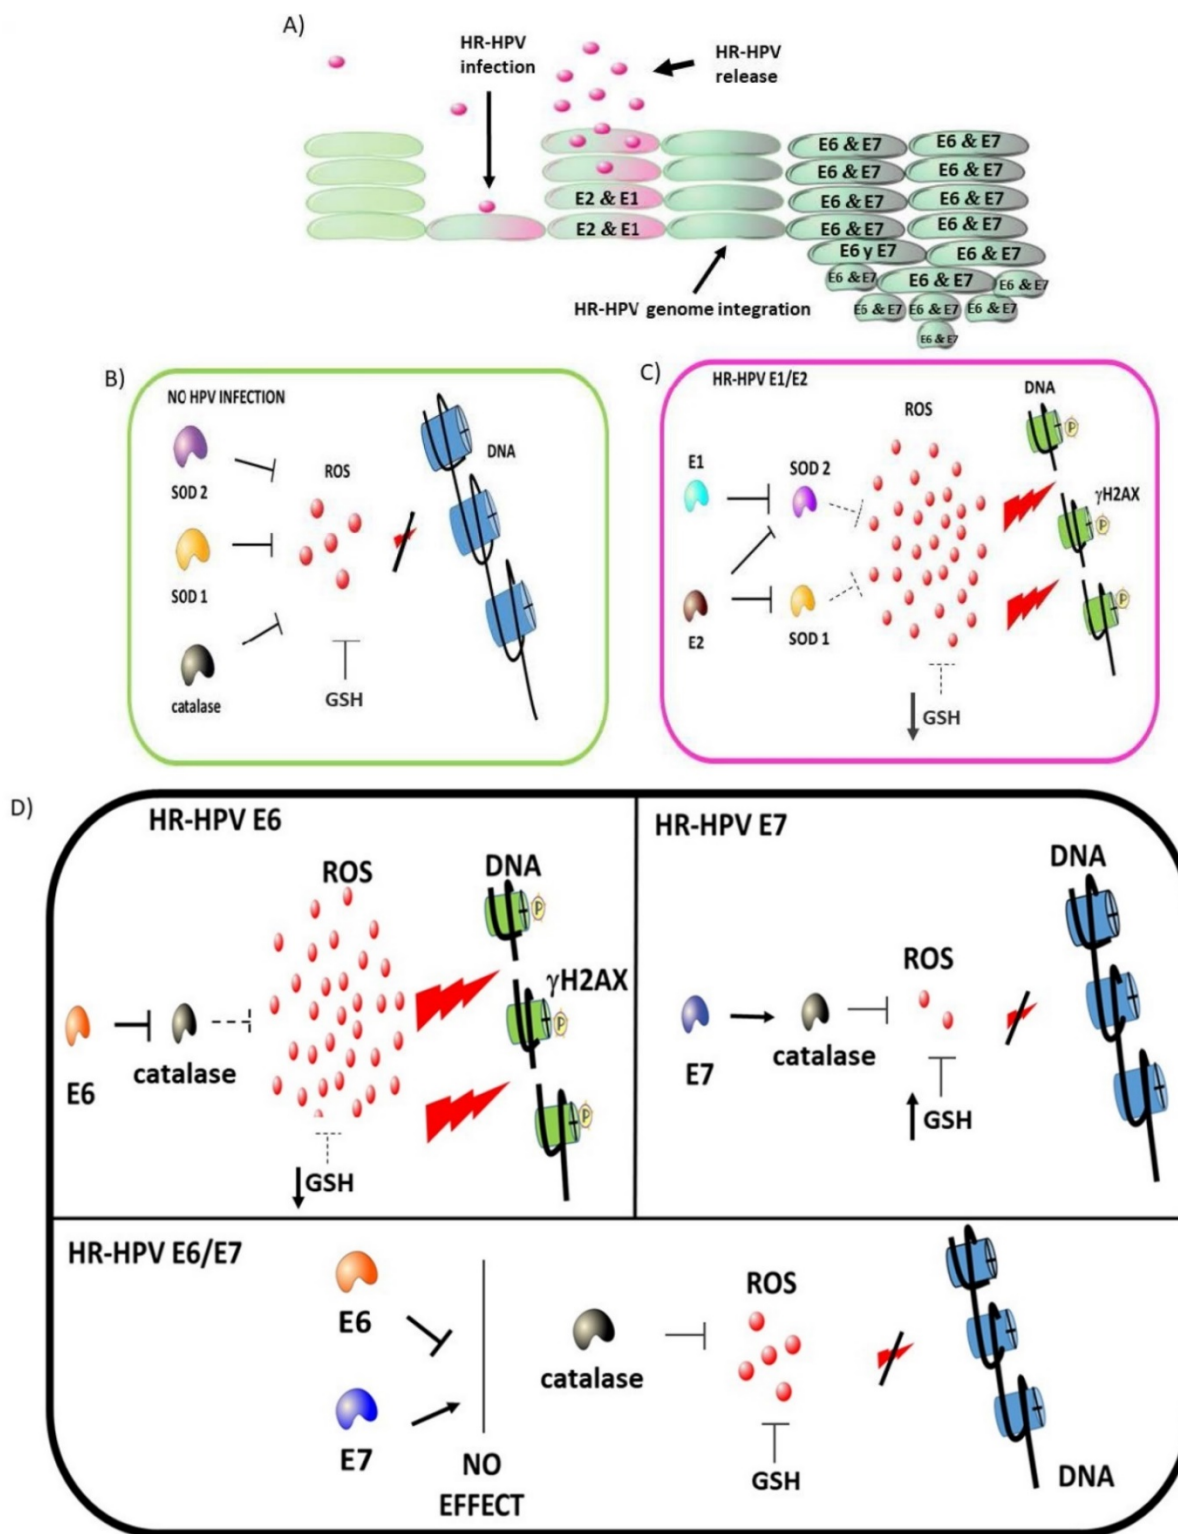 A)
HR-HPV
infection
HR-HPV
release
E6 & E7
E6 & E7
E6 & E7
E6 & E7
E2 & E1
E6 & E7
E6 & E7
E2 & E1
E6 & E7
E6 & E7
E6 y E7
E6 & E7
E6 & E7
E6 & E7
E6 & E7
E6 & E7
E6 & E7
E6 & E7
E6 & E7
HR-HPV genome integration
B)
NO HPV INFECTION
SOD 2
ROS
DNA
SOD 1
catalase
GSH
C)
HR-HPV E1/E2
DNA
ROS
P
E1
SOD 2
γH2AX
P
E2
SOD 1
P
GSH
D)
HR-HPV E6
ROS
DNA
P
γH2AX
P
E6
catalase
P
GSH
HR-HPV E7
DNA
ROS
E7
catalase
GSH
HR-HPV E6/E7
E6
ROS
catalase
E7
NO
EFFECT
GSH
DNA